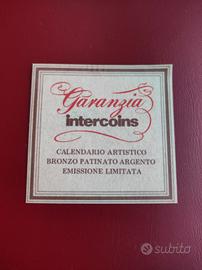 Garanzia
intercoins
CALENDARIO ARTISTICO
BRONZO PATINATO ARGENTO
EMISSIONE LIMITATA
subito